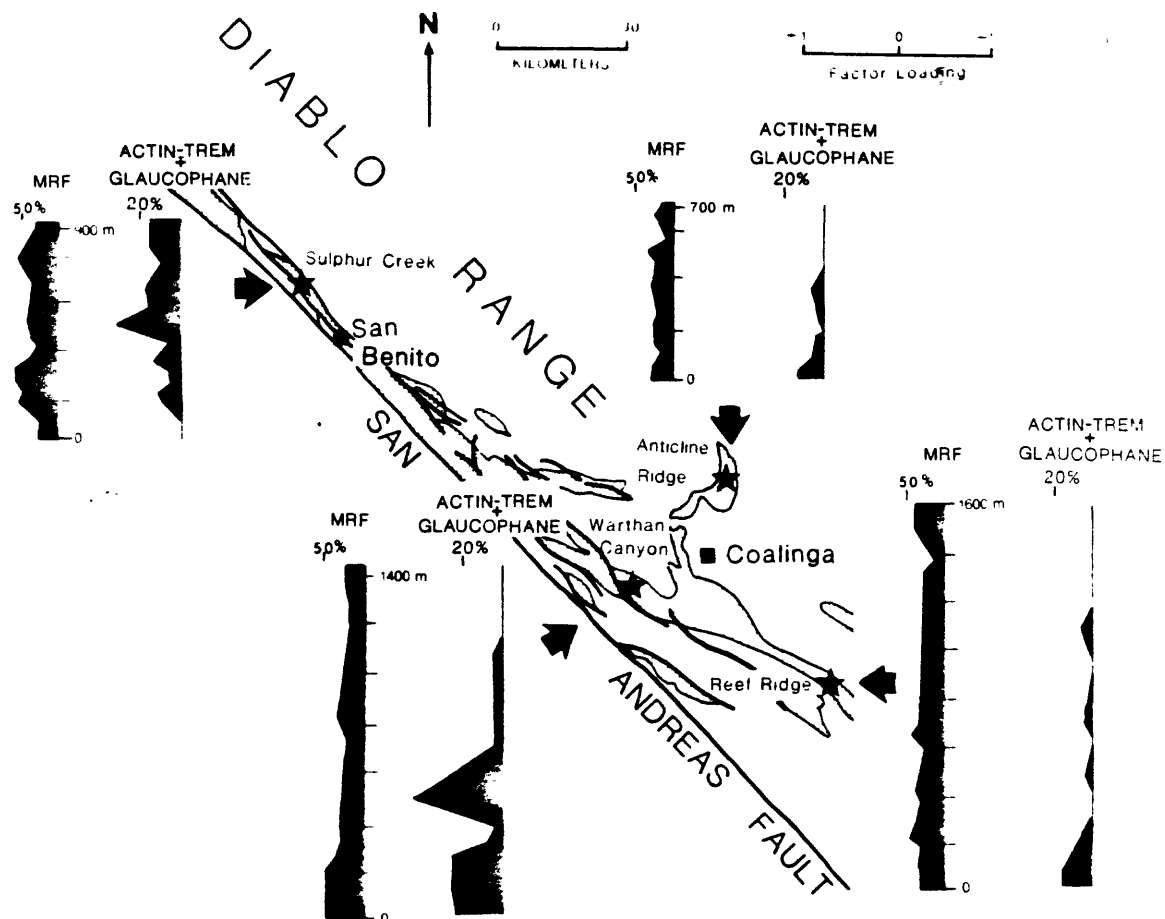 DIABLO
RANGE
N
0 30
KILOMETERS
+1 0 -1
Factor Loading
ACTIN-TREM
+
GLAUCOPHANE
MRF
50%
20%
900 m
0
Sulphur Creek
San
Benito
MRF
50%
ACTIN-TREM
+
GLAUCOPHANE
20%
700 m
0
SAN
ANDREAS
FAULT
Anticline
Ridge
Warthan
Canyon
Coalinga
Reef Ridge
MRF
50%
ACTIN-TREM
+
GLAUCOPHANE
20%
1400 m
0
MRF
50%
ACTIN-TREM
+
GLAUCOPHANE
20%
1600 m
0